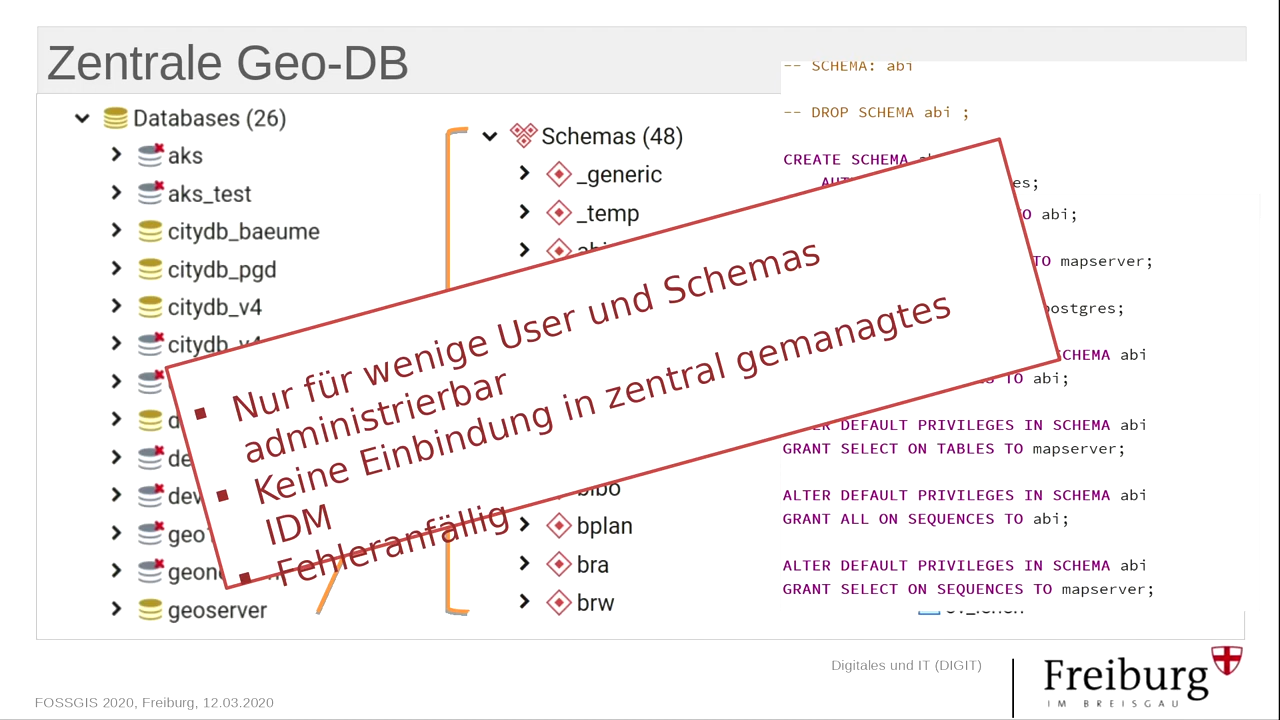 Zentrale Geo-DB
Databases (26)
aks
aks_test
citydb_baeume
citydb_pgd
citydb_v4
geoserver
Schemas (48)
_generic
_temp
bplan
bra
brw
-- SCHEMA: abi
-- DROP SCHEMA abi ;
CREATE SCHEMA
abi;
TO mapserver;
abi
TO abi;
DEFAULT PRIVILEGES IN SCHEMA abi
GRANT SELECT ON TABLES TO mapserver;
ALTER DEFAULT PRIVILEGES IN SCHEMA abi
GRANT ALL ON SEQUENCES TO abi;
ALTER DEFAULT PRIVILEGES IN SCHEMA abi
GRANT SELECT ON SEQUENCES TO mapserver;
▪ Nur für wenige User und Schemas
administrierbar
▪ Keine Einbindung in zentral gemanagtes
IDM
▪ Fehleranfällig
Digitales und IT (DIGIT)
Freiburg
IM BREISGAU
FOSSGIS 2020, Freiburg, 12.03.2020